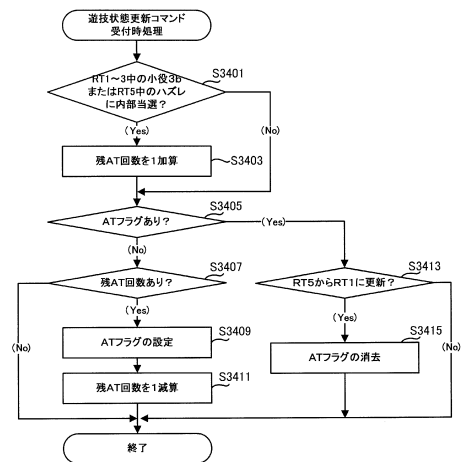 遊技状態更新コマンド
受付時処理
S3401
RT1～3中の小役3b
またはRT5中のハズレ
に内部当選？
(Yes)
(No)
残AT回数を1加算
S3403
S3405
ATフラグあり？
(Yes)
(No)
S3407
残AT回数あり？
S3413
RT5からRT1に更新？
(Yes)
(Yes)
S3409
ATフラグの設定
S3415
ATフラグの消去
(No)
(No)
S3411
残AT回数を1減算
終了